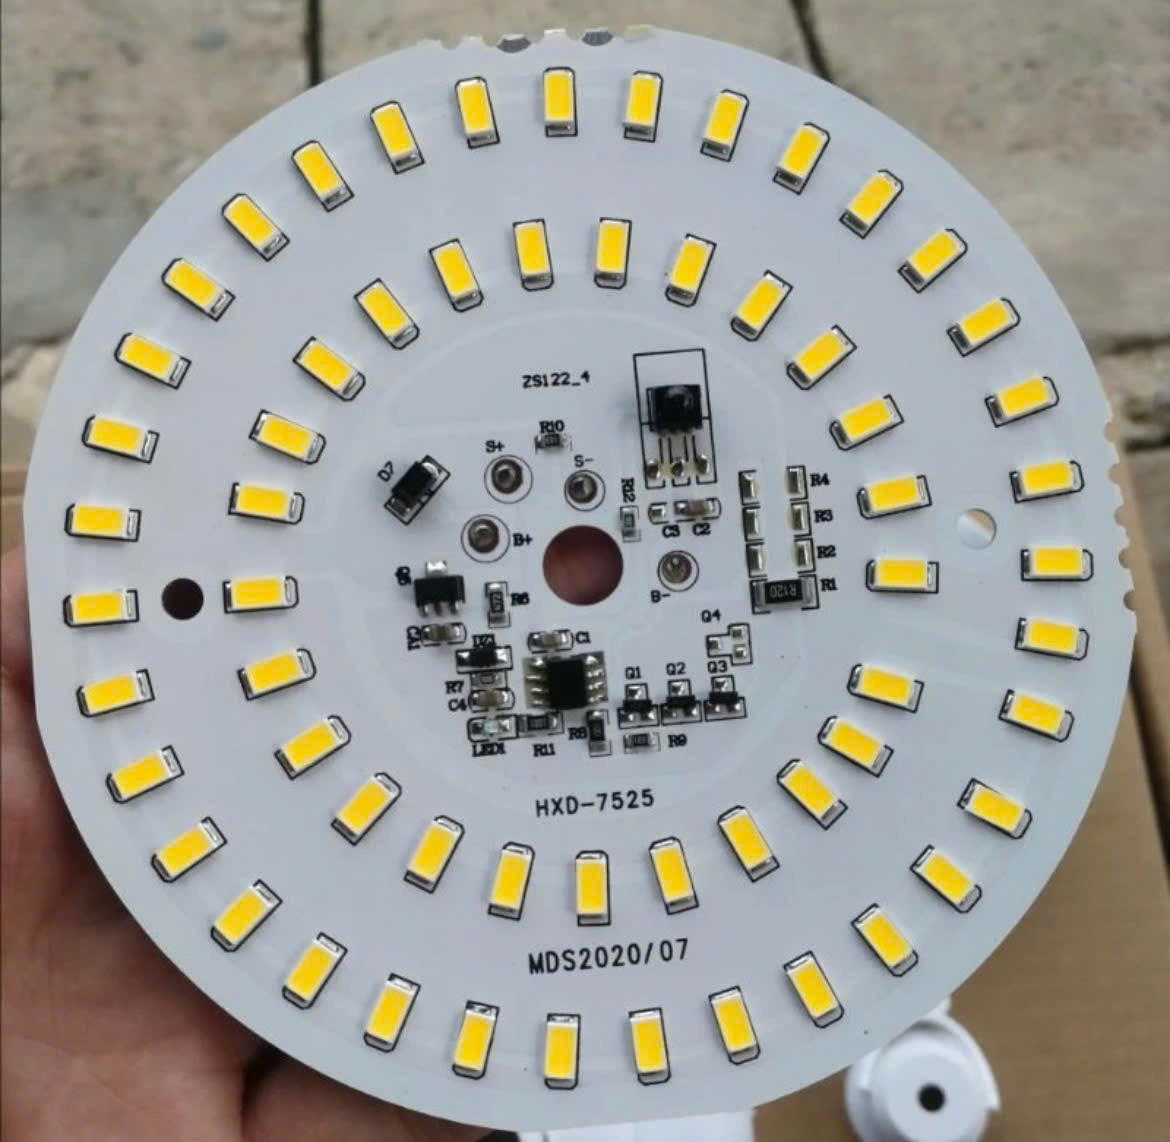 ZS122_4
R10
S+
S-
D7
R12
B+
C3 C2
R4
R3
R2
R1
R120
B-
R6
Q4
C1
R7
C4
Q1 Q2 Q3
LED1
R11
R8
R9
HXD-7525
MDS2020/07